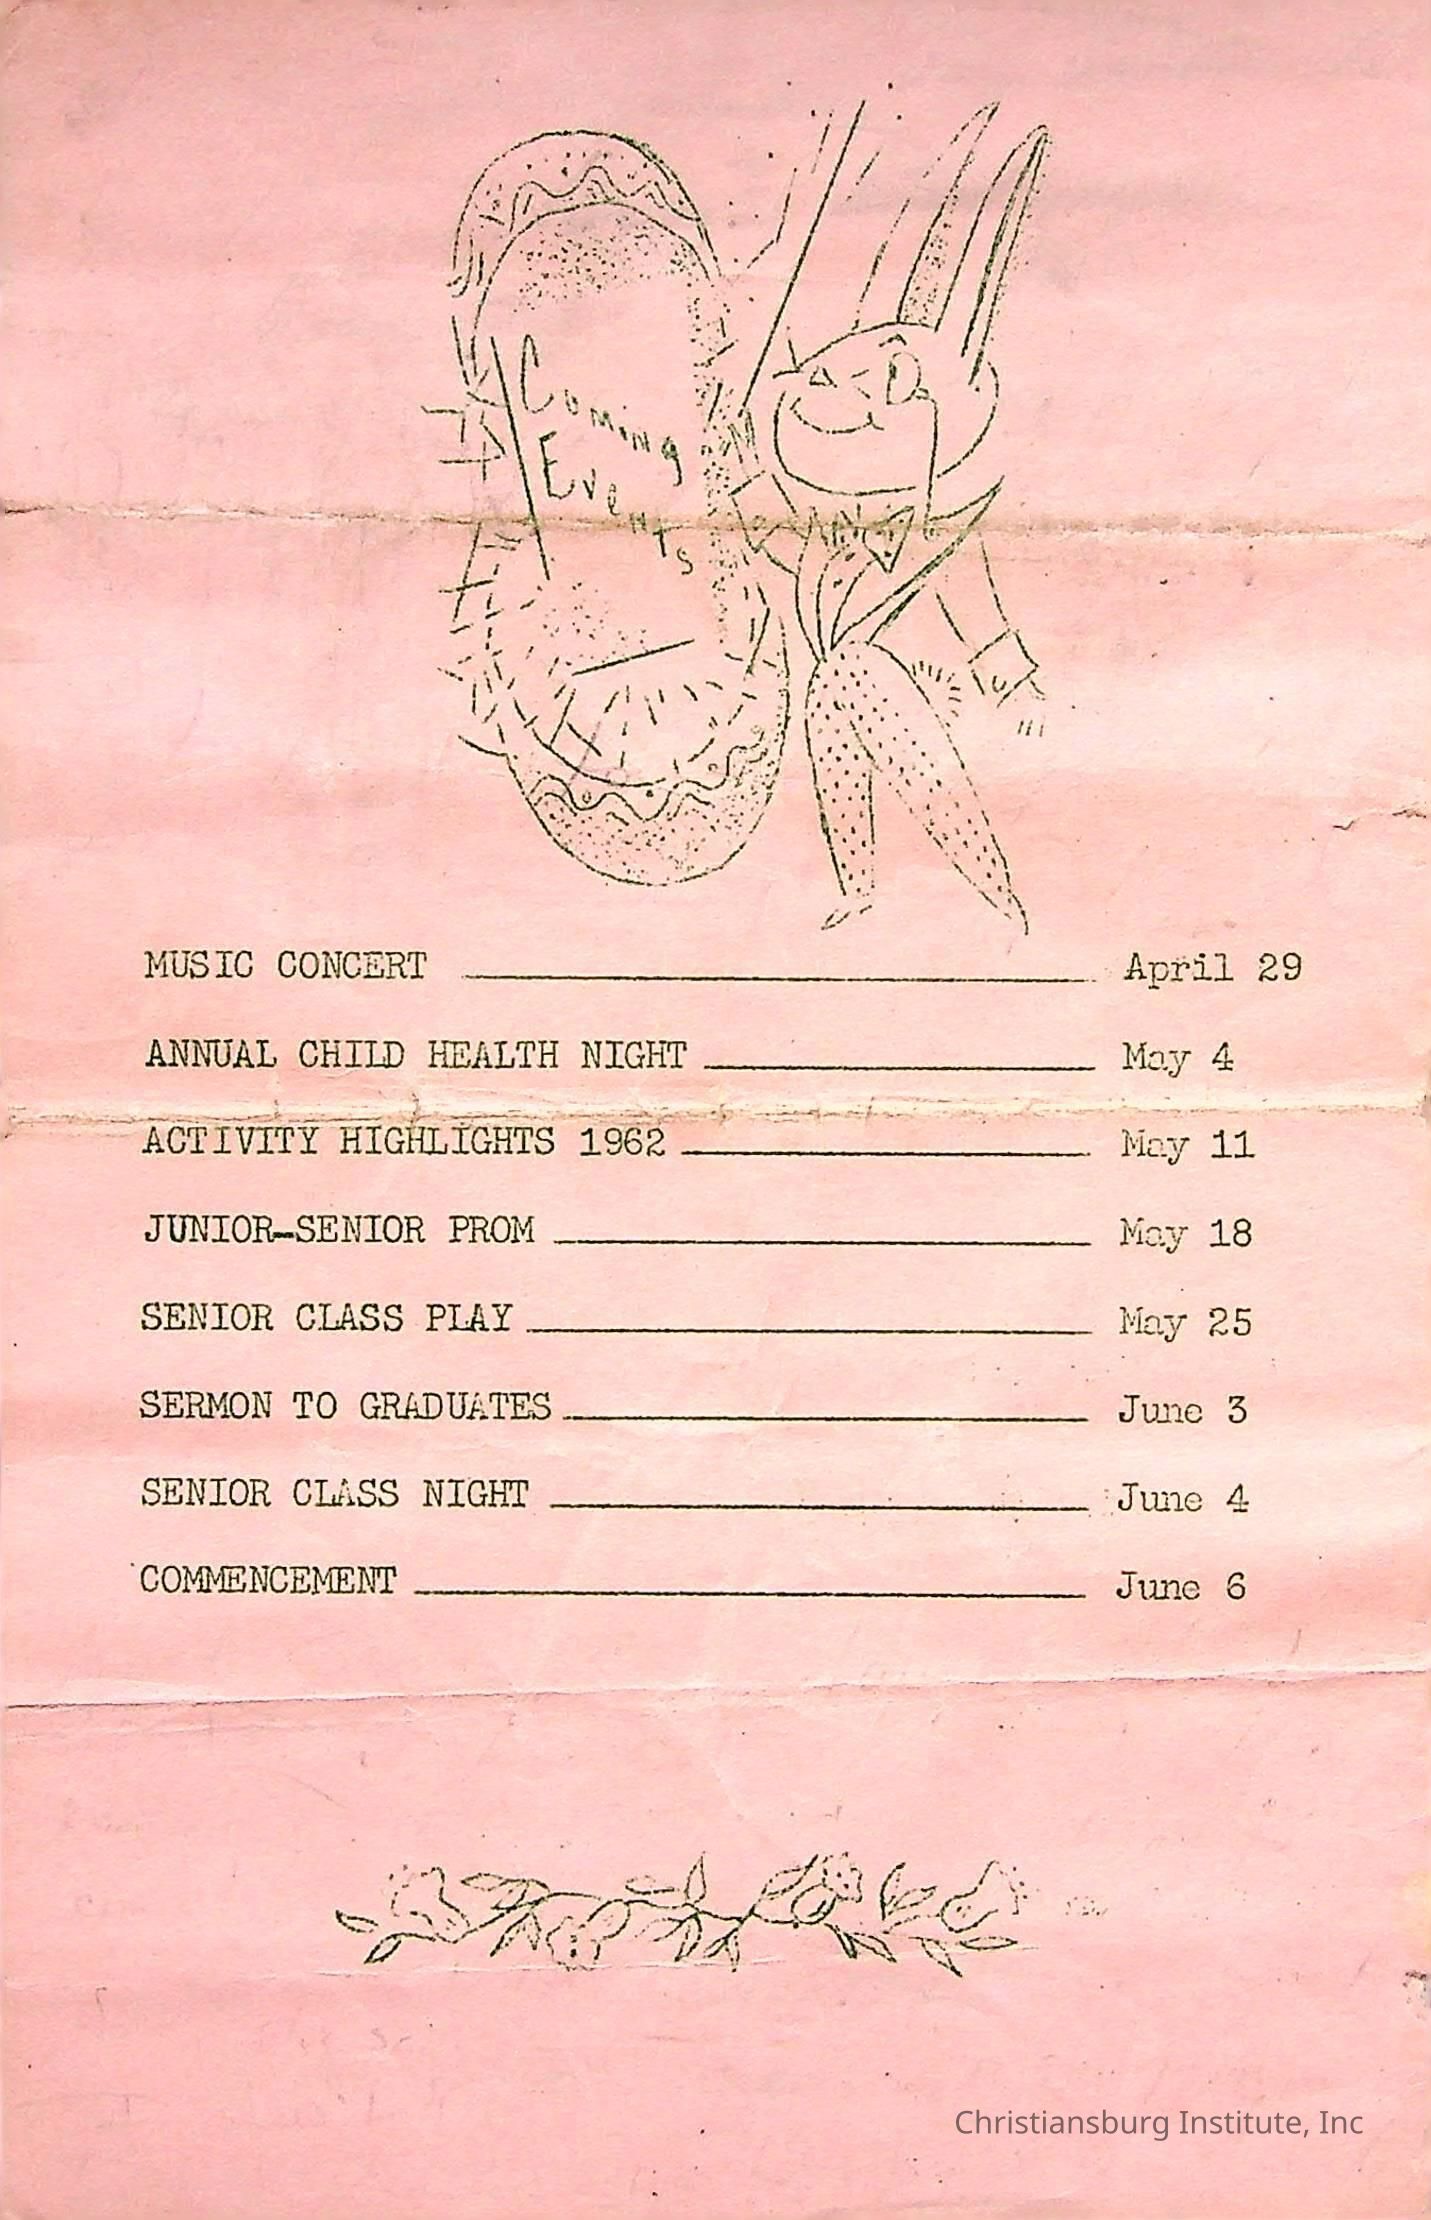 Coming
Events
MUSIC CONCERT April 29
ANNUAL CHILD HEALTH NIGHT May 4
ACTIVITY HIGHLIGHTS 1962 May 11
JUNIOR-SENIOR PROM May 18
SENIOR CLASS PLAY May 25
SERMON TO GRADUATES June 3
SENIOR CLASS NIGHT June 4
COMMENCEMENT June 6
Christiansburg Institute, Inc